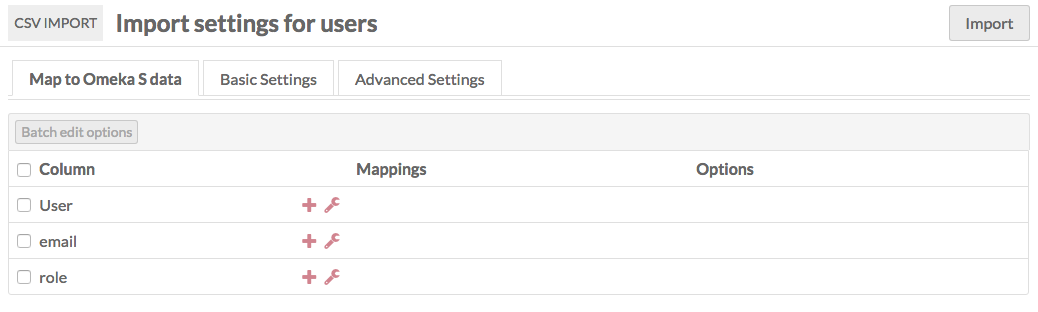 CSV IMPORT Import settings for users Import
Map to Omeka S data Basic Settings Advanced Settings
Batch edit options
Column Mappings Options
User
email
role